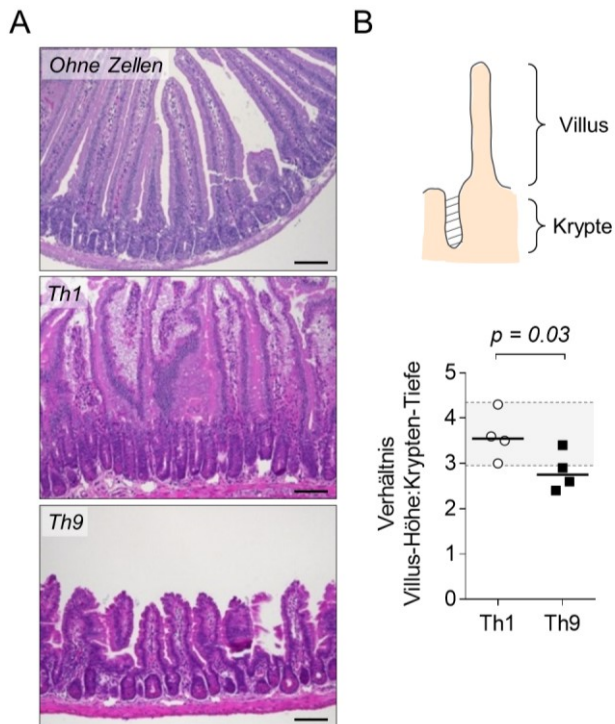 A
Ohne Zellen
Th1
Th9
B
Villus
Krypte
p = 0.03
Verhältnis
Villus-Höhe:Krypten-Tiefe
5
4
3
2
1
0
Th1
Th9